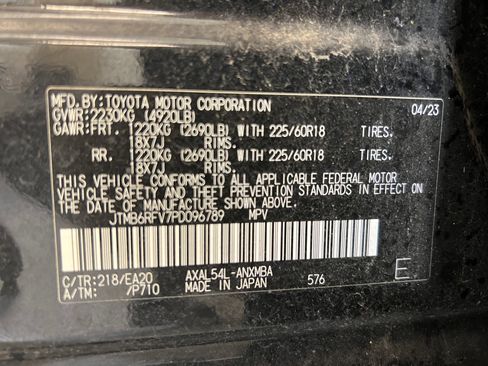 MFD.BY:TOYOTA MOTOR CORPORATION 04/23
GVWR:2230KG (4920LB)
GAWR:FRT. 1220KG (2690LB) WITH 225/60R18 TIRES,
18X7J RIMS.
RR. 1220KG (2690LB) WITH 225/60R18 TIRES,
18X7J RIMS.
THIS VEHICLE CONFORMS TO ALL APPLICABLE FEDERAL MOTOR
VEHICLE SAFETY AND THEFT PREVENTION STANDARDS IN EFFECT ON
THE DATE OF MANUFACTURE SHOWN ABOVE.
JTMB6RFV7PD096789 MPV
C/TR:218/EA20 AXAL54L-ANXMBA
A/TM: /P710 MADE IN JAPAN 576 E